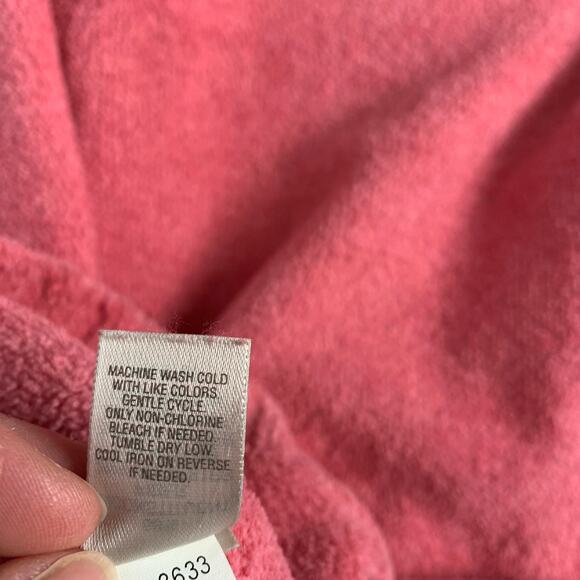 MACHINE WASH COLD
WITH LIKE COLORS.
GENTLE CYCLE.
ONLY NON-CHLORINE
BLEACH IF NEEDED.
TUMBLE DRY LOW.
COOL IRON ON REVERSE
IF NEEDED.
3633